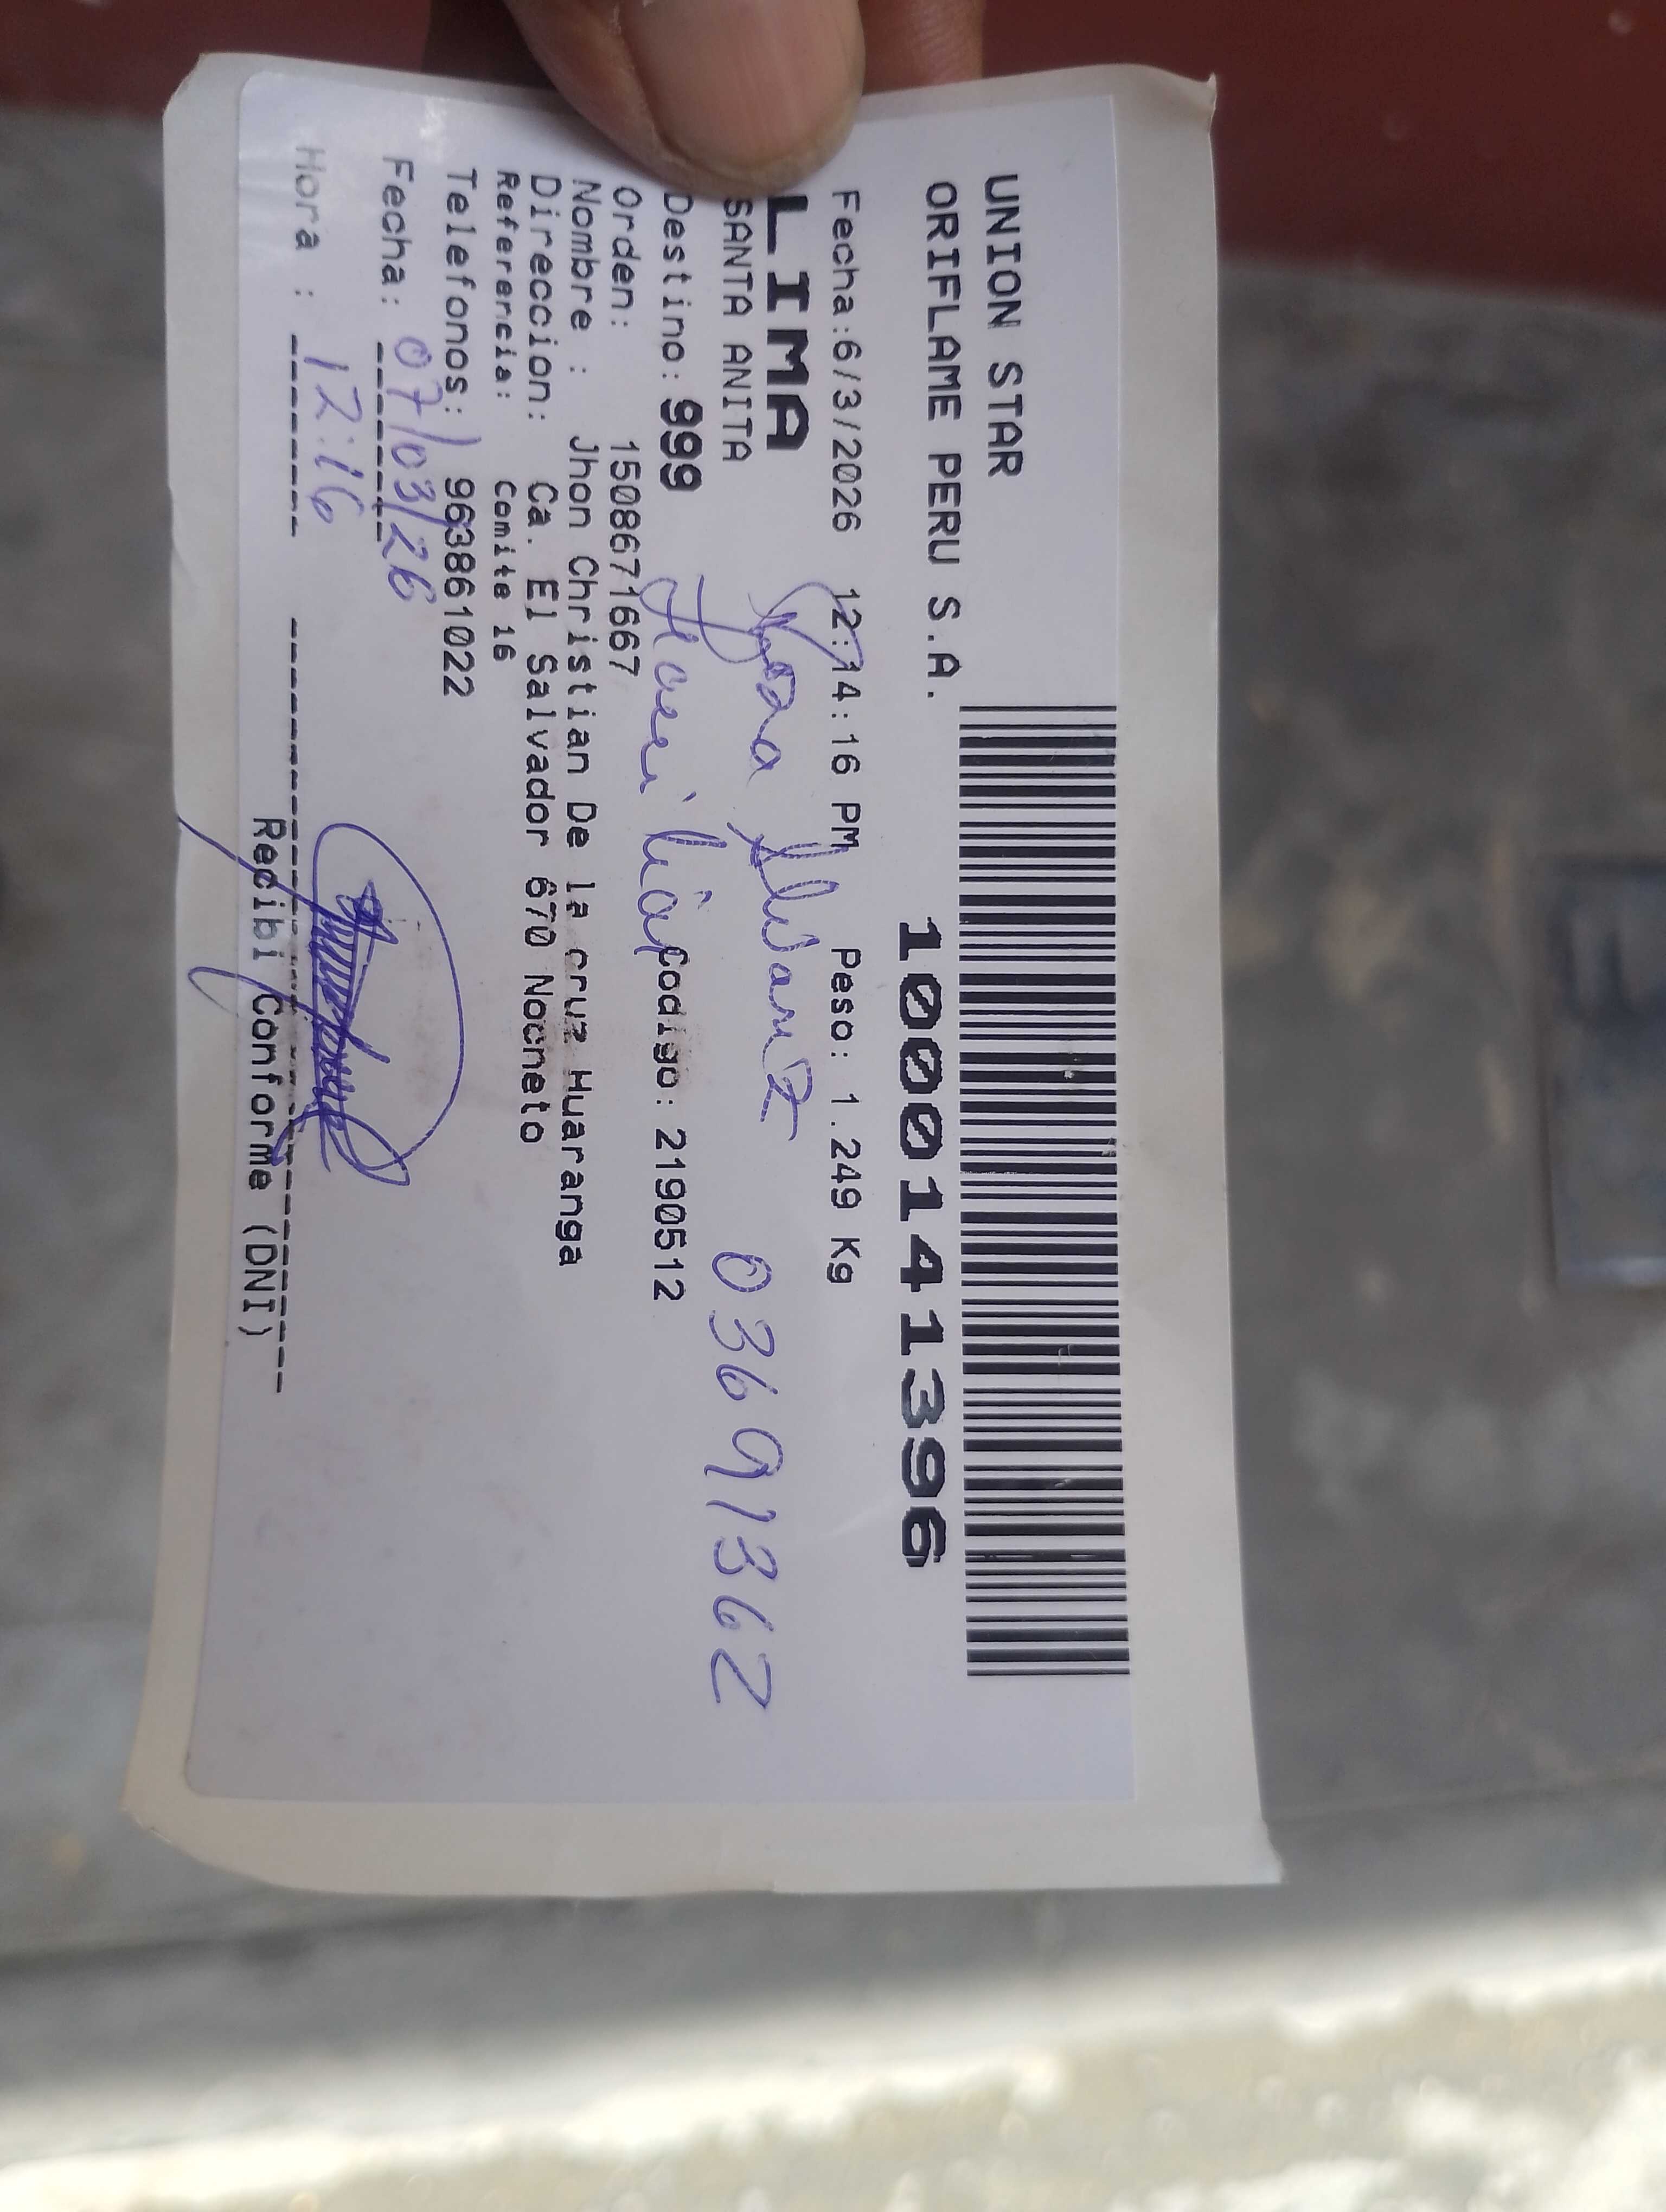 UNION STAR
ORIFLAME PERU S.A.
1000141396
Fecha:6/3/2026 12:14:16 PM Peso: 1.249 Kg
LIMA
SANTA ANITA
036791362
Destino: 999 Codigo: 2190512
Orden: 1508671667
Nombre : Jhon Christian De la cruz Huaranga
Direccion: Ca. El Salvador 670 Nocneto
Referencia: Comite 16
Telefonos: 963861022
Fecha: 07/03/26
Hora : 12:16
Recibi Conforme (DNI)